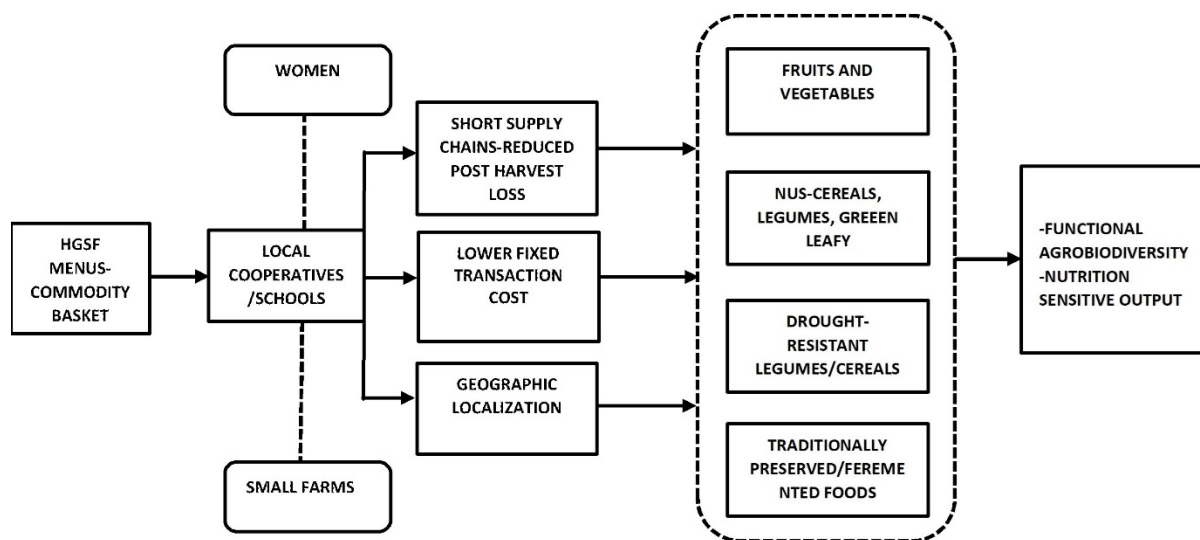 WOMEN
HGSF
MENUS-
COMMODITY
BASKET
LOCAL
COOPERATIVES
/SCHOOLS
SMALL FARMS
SHORT SUPPLY
CHAINS-REDUCED
POST HARVEST
LOSS
LOWER FIXED
TRANSACTION
COST
GEOGRAPHIC
LOCALIZATION
FRUITS AND
VEGETABLES
NUS-CEREALS,
LEGUMES, GREEEN
LEAFY
DROUGHT-
RESISTANT
LEGUMES/CEREALS
TRADITIONALLY
PRESERVED/FEREME
NTED FOODS
-FUNCTIONAL
AGROBIODIVERSITY
-NUTRITION
SENSITIVE OUTPUT